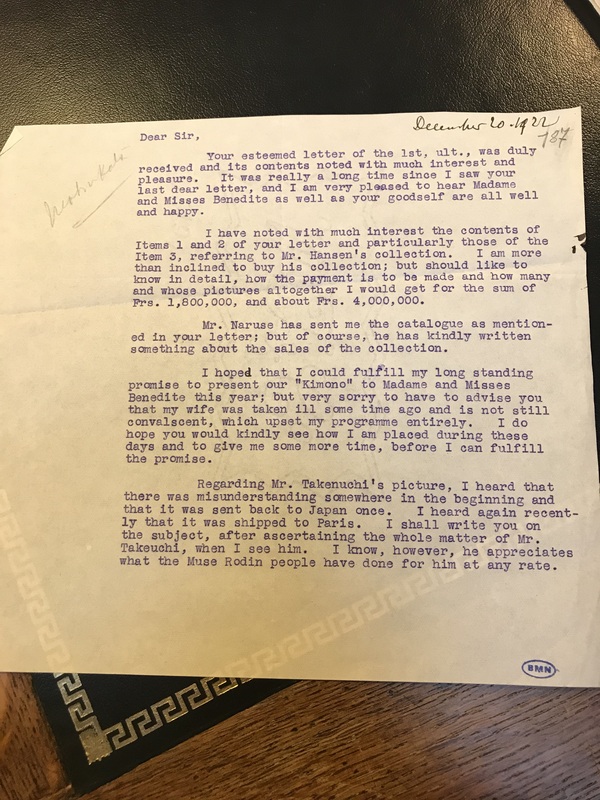 December 20 - 1922
787
Dear Sir,
Your esteemed letter of the 1st, ult., was duly
received and its contents noted with much interest and
pleasure. It was really a long time since I saw your
last dear letter, and I am very pleased to hear Madame
and Misses Benedite as well as your goodself are all well
and happy.
I have noted with much interest the contents of
Items 1 and 2 of your letter and particularly those of the
Item 3, referring to Mr. Hansen's collection. I am more
than inclined to buy his collection; but should like to
know in detail, how the payment is to be made and how many
and whose pictures altogether I would get for the sum of
Frs. 1,800,000, and about Frs. 4,000,000.
Mr. Naruse has sent me the catalogue as mention-
ed in your letter; but of course, he has kindly written
something about the sales of the collection.
I hoped that I could fulfill my long standing
promise to present our "Kimono" to Madame and Misses
Benedite this year; but very sorry to have to advise you
that my wife was taken ill some time ago and is not still
convalscent, which upset my programme entirely. I do
hope you would kindly see how I am placed during these
days and to give me some more time, before I can fulfill
the promise.
Regarding Mr. Takenuchi's picture, I heard that
there was misunderstanding somewhere in the beginning and
that it was sent back to Japan once. I heard again recent-
ly that it was shipped to Paris. I shall write you on
the subject, after ascertaining the whole matter of Mr.
Takeuchi, when I see him. I know, however, he appreciates
what the Muse Rodin people have done for him at any rate.
BMN